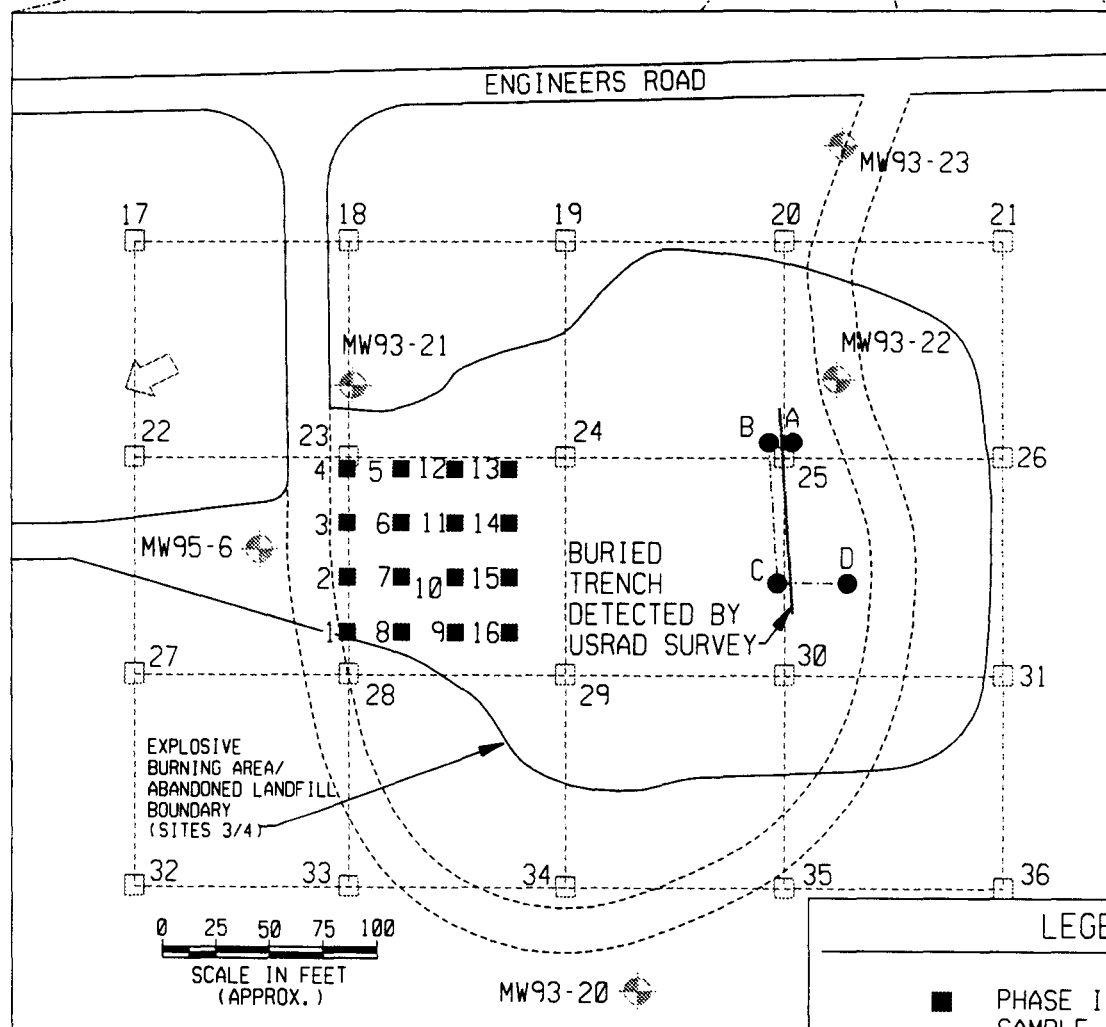 ENGINEERS ROAD
MW93-23
17 18 19 20 21
MW93-21
MW93-22
B A
22 23 24 25 26
4 5 12 13
3 6 11 14
MW95-6
BURIED
TRENCH
DETECTED BY
USRAD SURVEY
C D
2 7 10 15
1 8 9 16
27 28 29 30 31
EXPLOSIVE
BURNING AREA/
ABANDONED LANDFILL
BOUNDARY
(SITES 3/4)
32 33 34 35 36
0 25 50 75 100
SCALE IN FEET
(APPROX.)
MW93-20
LEGE
PHASE I
SAMPLE